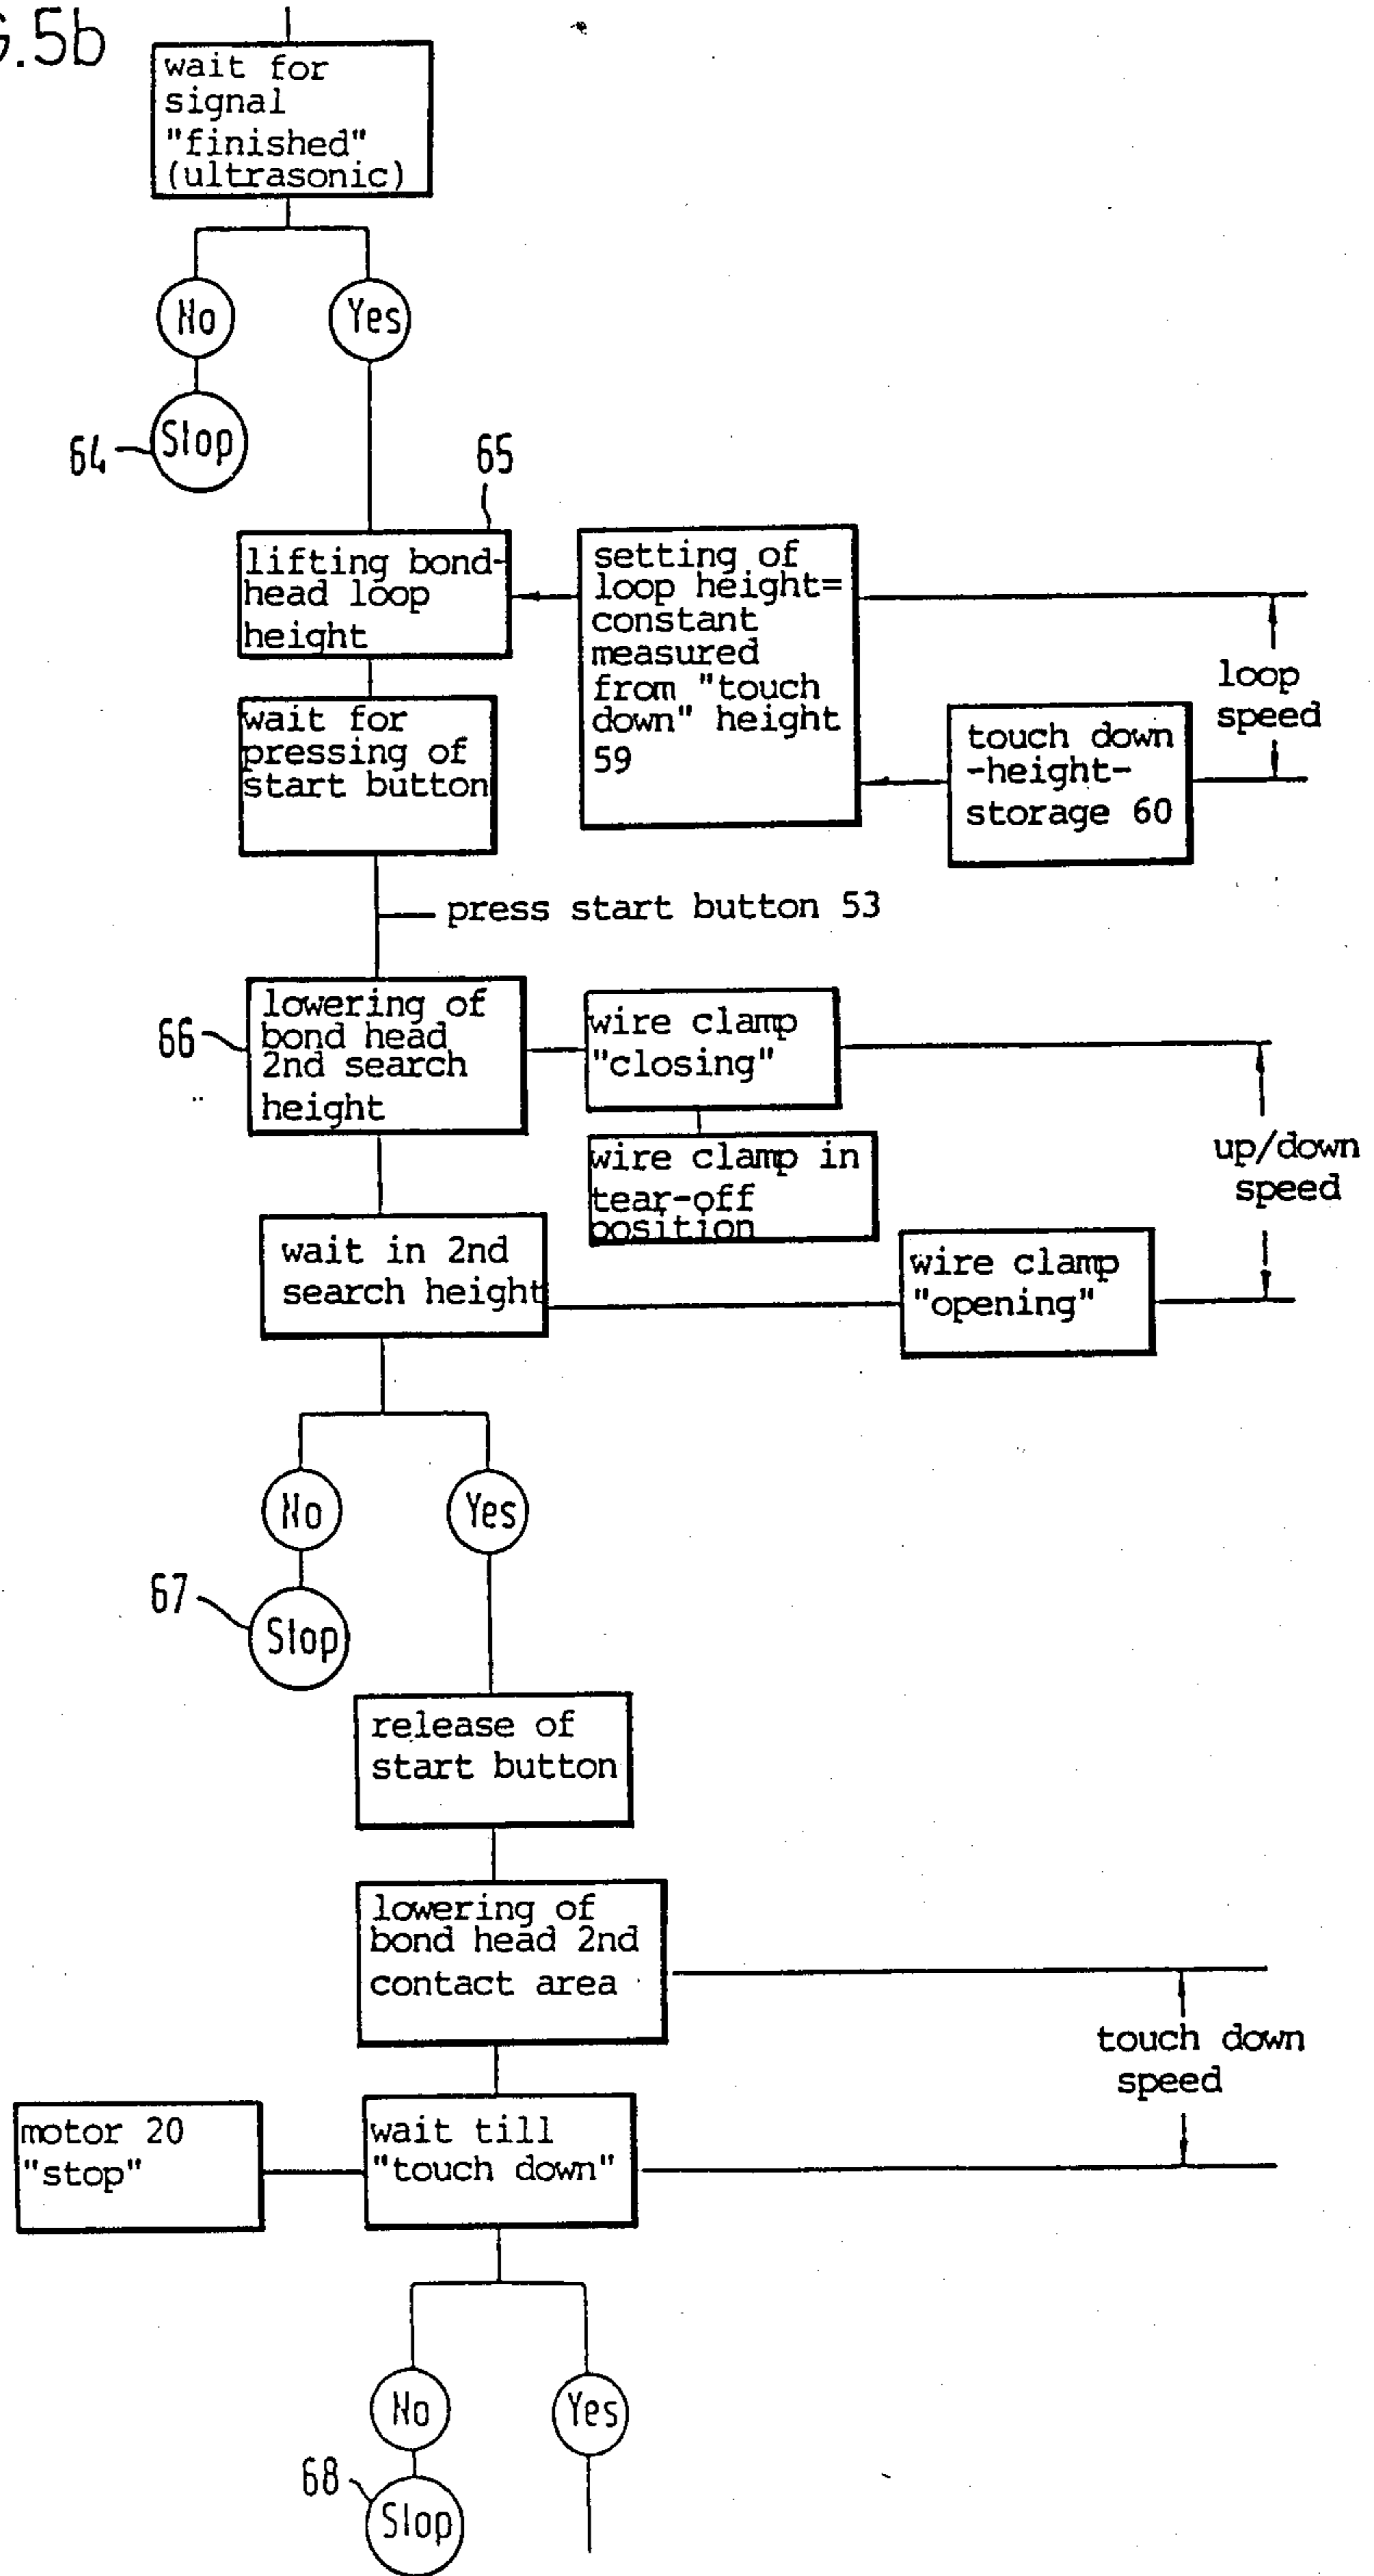 G.5b
wait for
signal
"finished"
(ultrasonic)
No
Yes
Stop
64
65
lifting bond-
head loop
height
setting of
loop height=
constant
measured
from "touch
down" height
59
loop
speed
touch down
-height-
storage 60
wait for
pressing of
start button
press start button 53
66
lowering of
bond head
2nd search
height
wire clamp
"closing"
wire clamp in
tear-off
position
up/down
speed
wait in 2nd
search height
wire clamp
"opening"
No
Yes
67
Stop
release of
start button
lowering of
bond head 2nd
contact area
touch down
speed
motor 20
"stop"
wait till
"touch down"
No
Yes
68
Stop